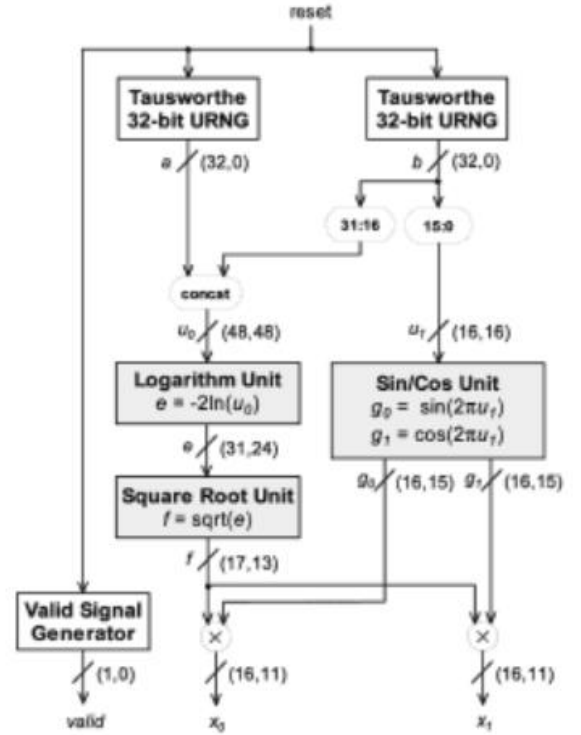 reset
Tausworthe
32-bit URNG
Tausworthe
32-bit URNG
a (32,0)
b (32,0)
31:16
15:0
concat
u₀ (48,48)
u₁ (16,16)
Logarithm Unit
e = -2ln(u₀)
Sin/Cos Unit
g₀ = sin(2πu₁)
g₁ = cos(2πu₁)
e (31,24)
g₀ (16,15)
g₁ (16,15)
Square Root Unit
f = sqrt(e)
f (17,13)
Valid Signal
Generator
×
×
(1,0)
(16,11)
(16,11)
valid
x₀
x₁